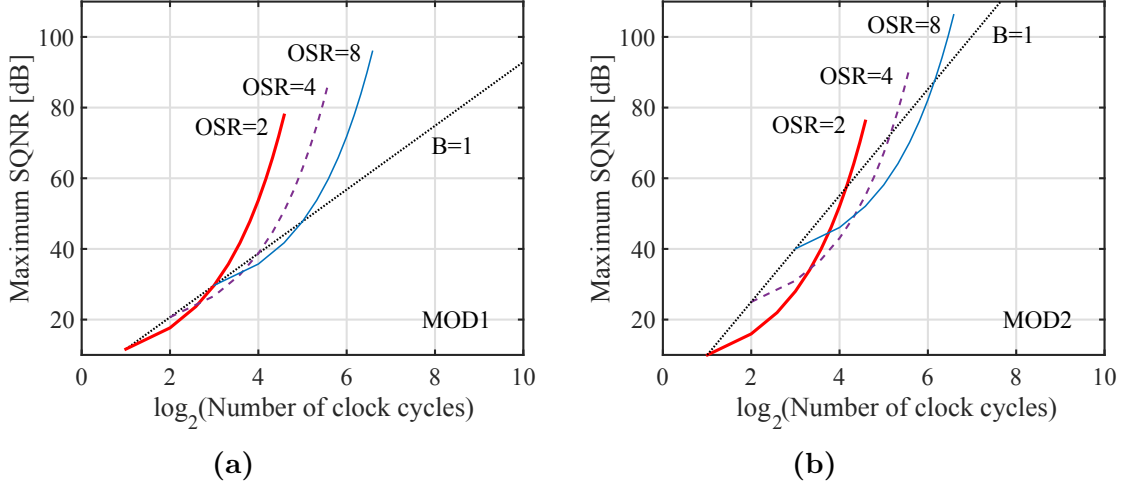 100
80
60
40
20
Maximum SQNR [dB]
OSR=8
OSR=4
OSR=2
B=1
MOD1
0 2 4 6 8 10
log2(Number of clock cycles)
(a)
100
80
60
40
20
Maximum SQNR [dB]
OSR=8
B=1
OSR=4
OSR=2
MOD2
0 2 4 6 8 10
log2(Number of clock cycles)
(b)